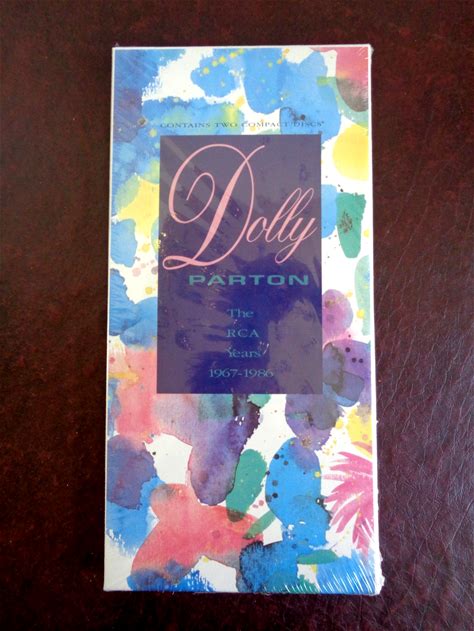 CONTAINS TWO COMPACT DISCS
Dolly
PARTON
The
RCA
Years
1967-1986